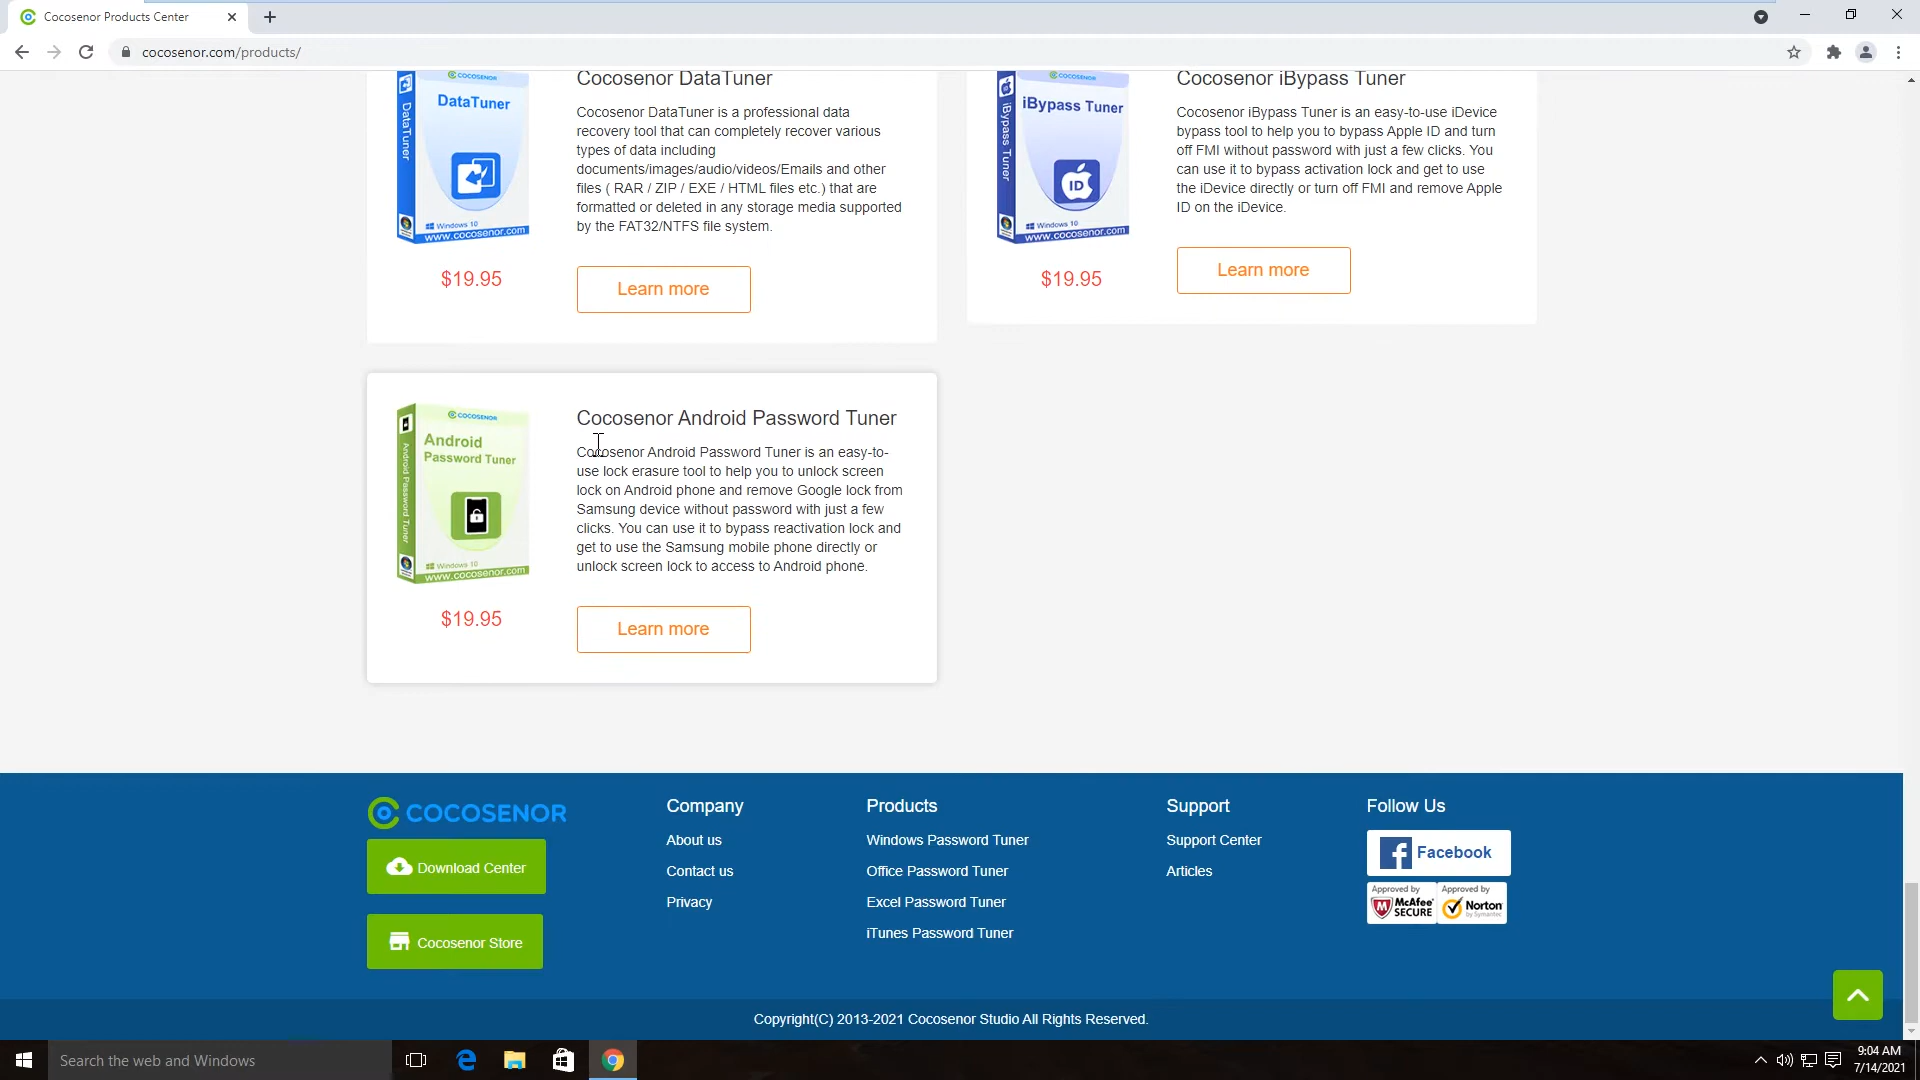 Cocosenor Products Center
cocosenor.com/products/
COCOSENOR
DataTuner
DataTuner
Windows 10
www.cocosenor.com
$19.95
Cocosenor DataTuner
Cocosenor DataTuner is a professional data
recovery tool that can completely recover various
types of data including
documents/images/audio/videos/Emails and other
files ( RAR / ZIP / EXE / HTML files etc.) that are
formatted or deleted in any storage media supported
by the FAT32/NTFS file system.
Learn more
COCOSENOR
iBypass Tuner
iBypass Tuner
ID
Windows 10
www.cocosenor.com
$19.95
Cocosenor iBypass Tuner
Cocosenor iBypass Tuner is an easy-to-use iDevice
bypass tool to help you to bypass Apple ID and turn
off FMI without password with just a few clicks. You
can use it to bypass activation lock and get to use
the iDevice directly or turn off FMI and remove Apple
ID on the iDevice.
Learn more
COCOSENOR
Android
Password Tuner
Android Password Tuner
Windows 10
www.cocosenor.com
$19.95
Cocosenor Android Password Tuner
Cocosenor Android Password Tuner is an easy-to-
use lock erasure tool to help you to unlock screen
lock on Android phone and remove Google lock from
Samsung device without password with just a few
clicks. You can use it to bypass reactivation lock and
get to use the Samsung mobile phone directly or
unlock screen lock to access to Android phone.
Learn more
COCOSENOR
Download Center
Cocosenor Store
Company
About us
Contact us
Privacy
Products
Windows Password Tuner
Office Password Tuner
Excel Password Tuner
iTunes Password Tuner
Support
Support Center
Articles
Follow Us
Facebook
Approved by
McAfee
SECURE
Approved by
Norton
by Symantec
Copyright(C) 2013-2021 Cocosenor Studio All Rights Reserved.
Search the web and Windows
9:04 AM
7/14/2021